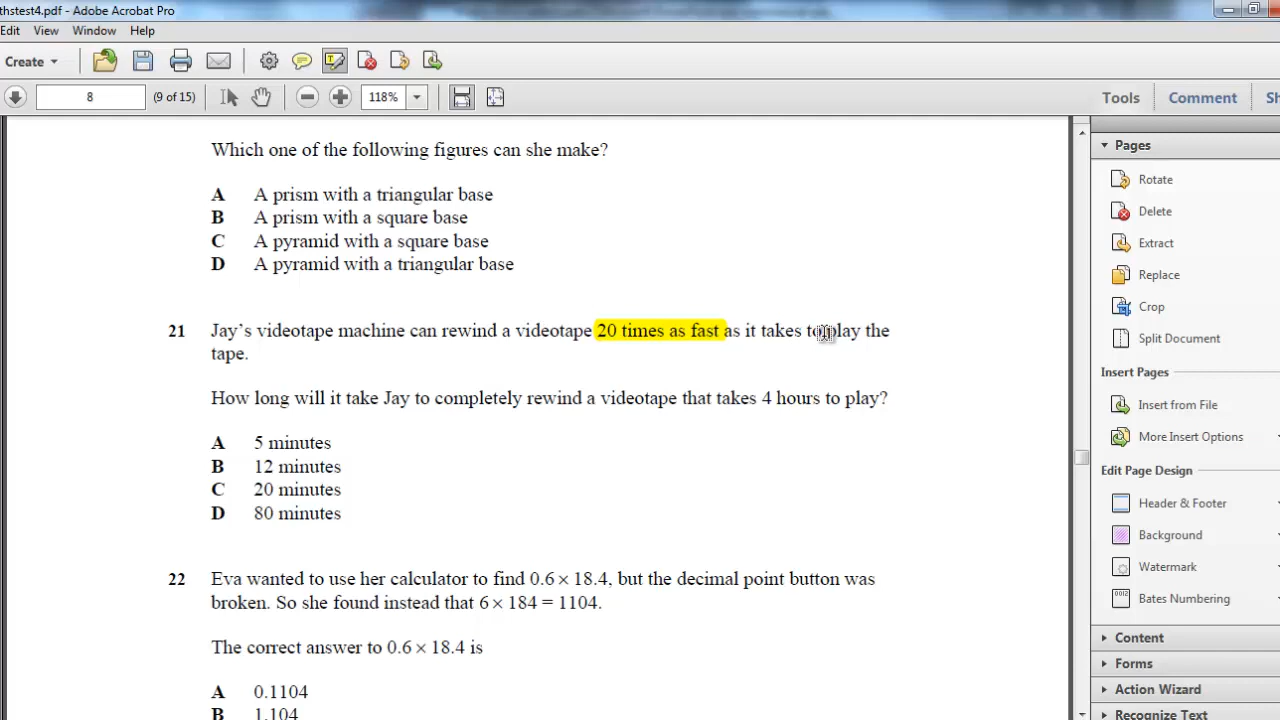 thstest4.pdf - Adobe Acrobat Pro
Edit View Window Help
Create
8 (9 of 15) 118% Tools Comment Sh
Which one of the following figures can she make?
A A prism with a triangular base
B A prism with a square base
C A pyramid with a square base
D A pyramid with a triangular base
21 Jay's videotape machine can rewind a videotape 20 times as fast as it takes to play the
tape.
How long will it take Jay to completely rewind a videotape that takes 4 hours to play?
A 5 minutes
B 12 minutes
C 20 minutes
D 80 minutes
22 Eva wanted to use her calculator to find 0.6 × 18.4, but the decimal point button was
broken. So she found instead that 6 × 184 = 1104.
The correct answer to 0.6 × 18.4 is
A 0.1104
B 1.104
Pages
Rotate
Delete
Extract
Replace
Crop
Split Document
Insert Pages
Insert from File
More Insert Options
Edit Page Design
Header & Footer
Background
Watermark
Bates Numbering
Content
Forms
Action Wizard
Recognize Text